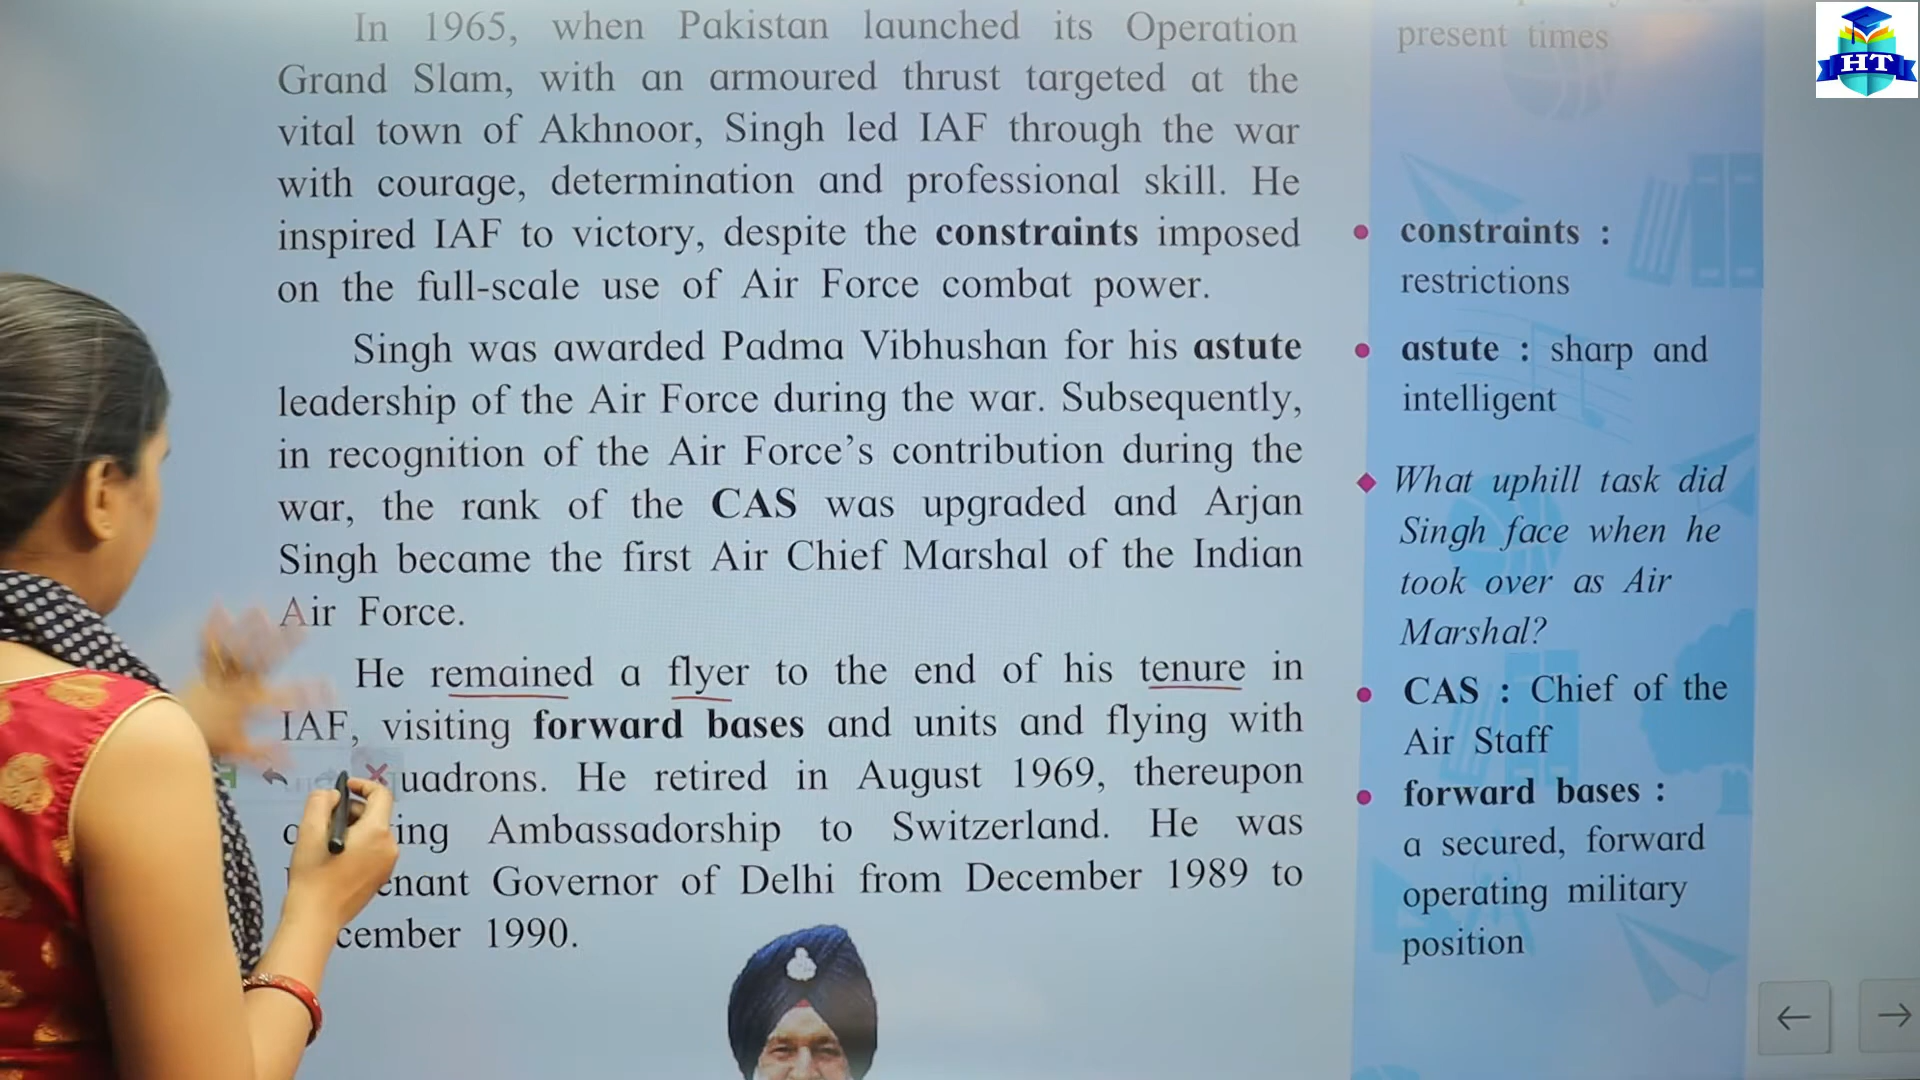 In 1965, when Pakistan launched its Operation
Grand Slam, with an armoured thrust targeted at the
vital town of Akhnoor, Singh led IAF through the war
with courage, determination and professional skill. He
inspired IAF to victory, despite the constraints imposed
on the full-scale use of Air Force combat power.
Singh was awarded Padma Vibhushan for his astute
leadership of the Air Force during the war. Subsequently,
in recognition of the Air Force’s contribution during the
war, the rank of the CAS was upgraded and Arjan
Singh became the first Air Chief Marshal of the Indian
Air Force.
He remained a flyer to the end of his tenure in
IAF, visiting forward bases and units and flying with
uadrons. He retired in August 1969, thereupon
ing Ambassadorship to Switzerland. He was
enant Governor of Delhi from December 1989 to
cember 1990.
present times
• constraints :
restrictions
• astute : sharp and
intelligent
◆ What uphill task did
Singh face when he
took over as Air
Marshal?
• CAS : Chief of the
Air Staff
• forward bases :
a secured, forward
operating military
position
HT